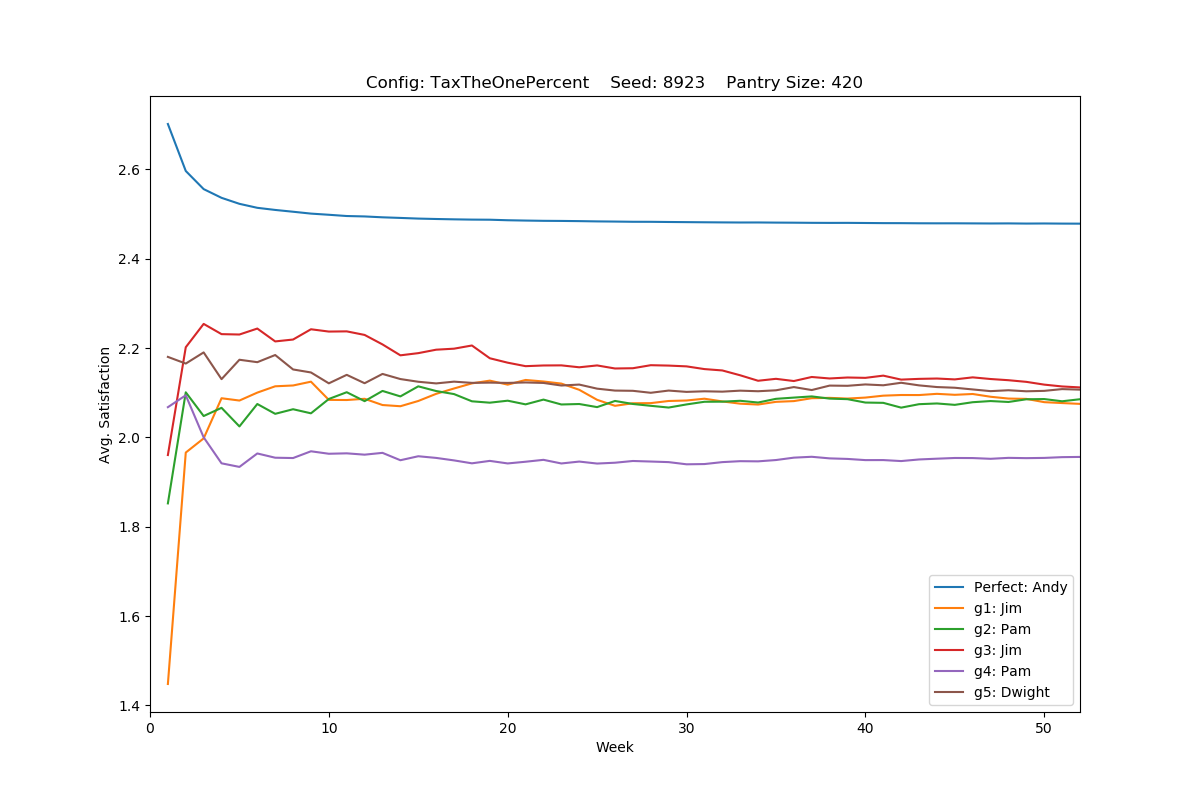 Config: TaxTheOnePercent    Seed: 8923    Pantry Size: 420
Avg. Satisfaction
2.6
2.4
2.2
2.0
1.8
1.6
1.4
Perfect: Andy
g1: Jim
g2: Pam
g3: Jim
g4: Pam
g5: Dwight
0 10 20 30 40 50
Week